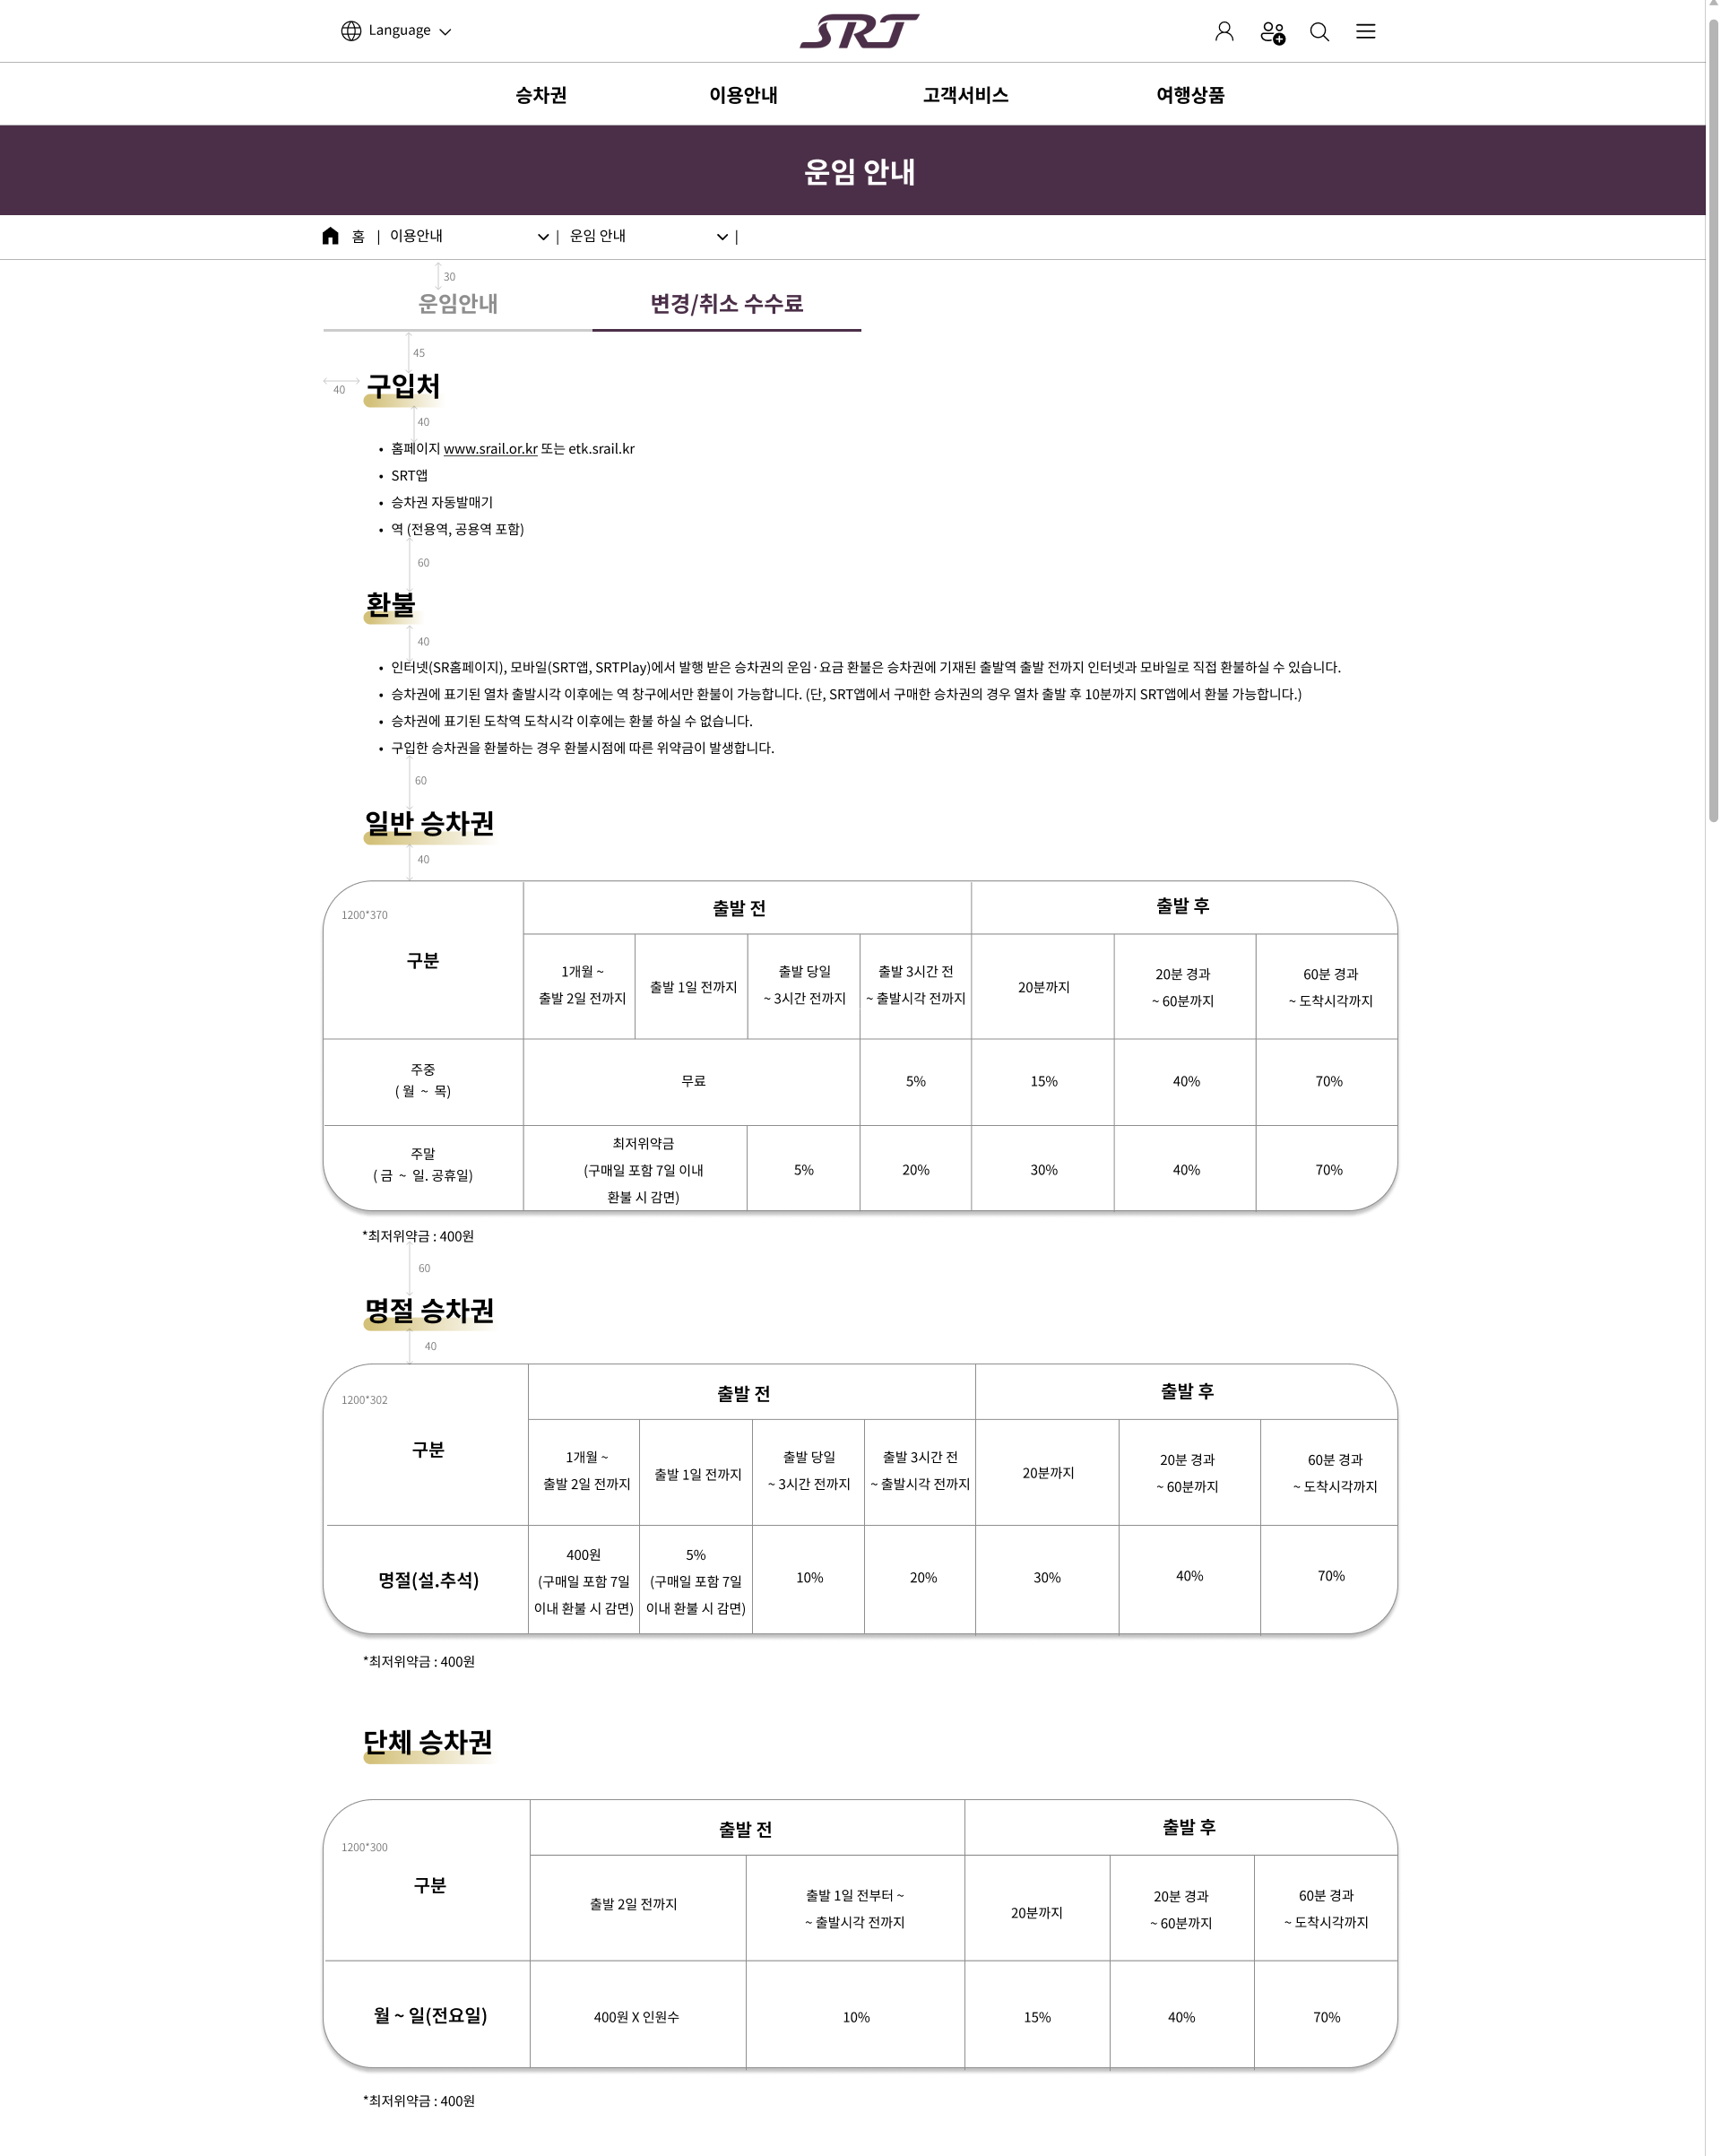 Language
SRT
승차권 이용안내 고객서비스 여행상품
운임 안내
홈 | 이용안내 | 운임 안내 |
30
운임안내 변경/취소 수수료
45
40
구입처
40
• 홈페이지 www.srail.or.kr 또는 etk.srail.kr
• SRT앱
• 승차권 자동발매기
• 역 (전용역, 공용역 포함)
60
환불
40
• 인터넷(SR홈페이지), 모바일(SRT앱, SRTPlay)에서 발행 받은 승차권의 운임·요금 환불은 승차권에 기재된 출발역 출발 전까지 인터넷과 모바일로 직접 환불하실 수 있습니다.
• 승차권에 표기된 열차 출발시각 이후에는 역 창구에서만 환불이 가능합니다. (단, SRT앱에서 구매한 승차권의 경우 열차 출발 후 10분까지 SRT앱에서 환불 가능합니다.)
• 승차권에 표기된 도착역 도착시각 이후에는 환불 하실 수 없습니다.
• 구입한 승차권을 환불하는 경우 환불시점에 따른 위약금이 발생합니다.
60
일반 승차권
40
1200*370
구분
출발 전
출발 후
1개월 ~
출발 2일 전까지
출발 1일 전까지
출발 당일
~ 3시간 전까지
출발 3시간 전
~ 출발시각 전까지
20분까지
20분 경과
~ 60분까지
60분 경과
~ 도착시각까지
주중
( 월 ~ 목)
무료
5%
15%
40%
70%
주말
( 금 ~ 일. 공휴일)
최저위약금
(구매일 포함 7일 이내
환불 시 감면)
5%
20%
30%
40%
70%
*최저위약금 : 400원
60
명절 승차권
40
1200*302
구분
출발 전
출발 후
1개월 ~
출발 2일 전까지
출발 1일 전까지
출발 당일
~ 3시간 전까지
출발 3시간 전
~ 출발시각 전까지
20분까지
20분 경과
~ 60분까지
60분 경과
~ 도착시각까지
명절(설.추석)
400원
(구매일 포함 7일
이내 환불 시 감면)
5%
(구매일 포함 7일
이내 환불 시 감면)
10%
20%
30%
40%
70%
*최저위약금 : 400원
단체 승차권
1200*300
구분
출발 전
출발 후
출발 2일 전까지
출발 1일 전부터 ~
~ 출발시각 전까지
20분까지
20분 경과
~ 60분까지
60분 경과
~ 도착시각까지
월 ~ 일(전요일)
400원 X 인원수
10%
15%
40%
70%
*최저위약금 : 400원